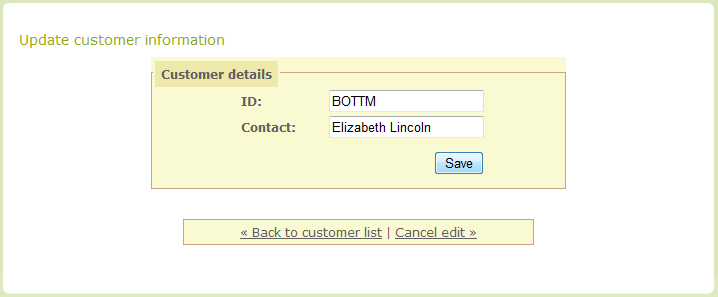 Update customer information
Customer details
ID: BOTTM
Contact: Elizabeth Lincoln
Save
« Back to customer list | Cancel edit »